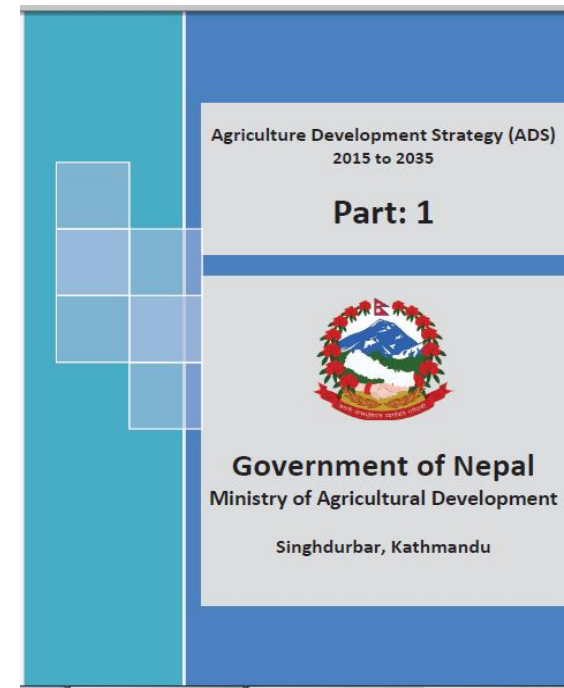 Agriculture Development Strategy (ADS)
2015 to 2035
Part: 1
Government of Nepal
Ministry of Agricultural Development
Singhdurbar, Kathmandu